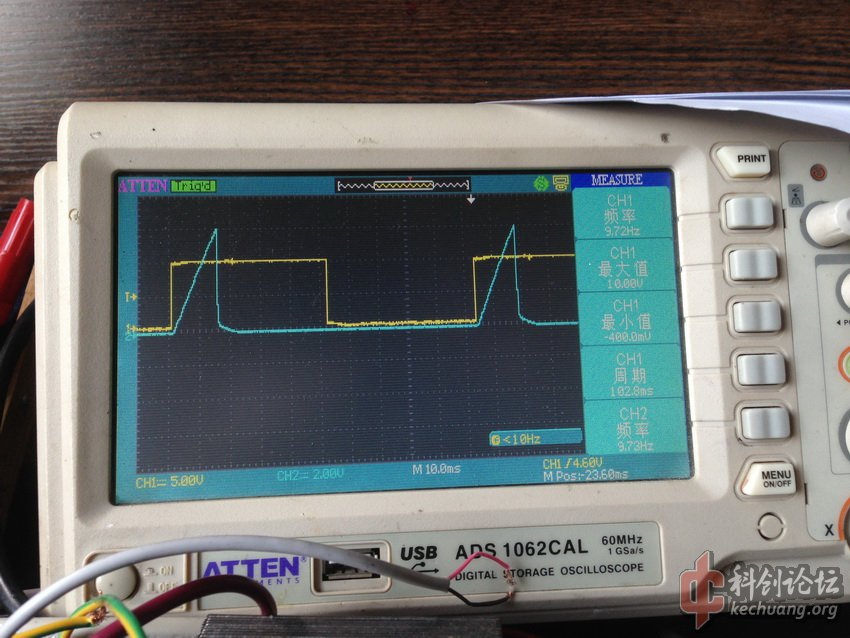 PRINT
ATTEN Trig'd MEASURE
CH1
频率
9.72Hz
CH1
最大值
10.00V
CH1
最小值
-400.0mV
CH1
周期
102.8ms
CH2
频率
9.73Hz
<10Hz
CH1 5.00V CH2 2.00V M 10.0ms CH1 / 4.60V
M Pos:-23.60ms
MENU
ON/OFF
X
ON
OFF
ATTEN®
USB
ADS 1062CAL
60MHz
1 GSa/s
DIGITAL STORAGE OSCILLOSCOPE
科创论坛
kechuang.org